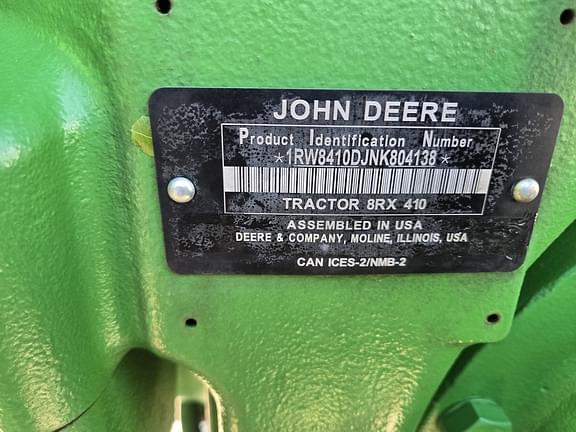 JOHN DEERE
Product Identification Number
*1RW8410DJNK804138*
TRACTOR 8RX 410
ASSEMBLED IN USA
DEERE & COMPANY, MOLINE, ILLINOIS, USA
CAN ICES-2/NMB-2